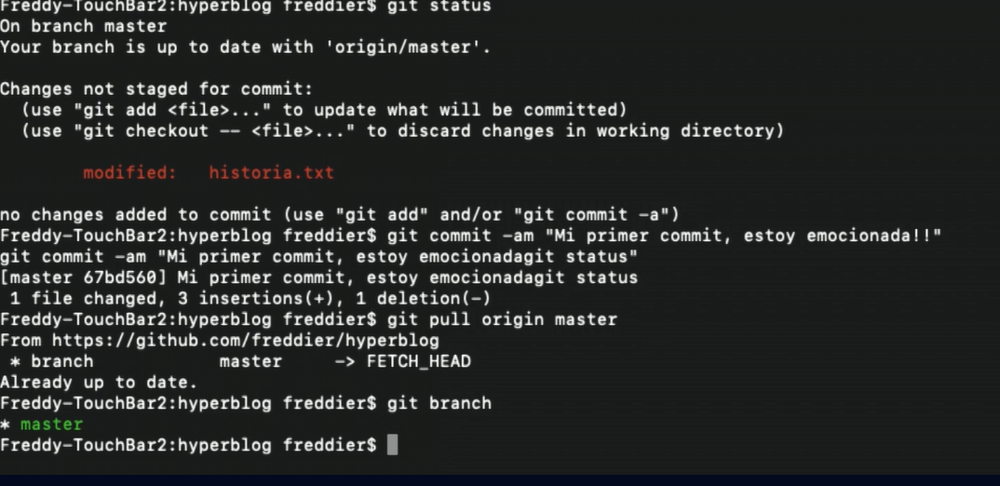 Freddy-TouchBar2:hyperblog freddier$ git status
On branch master
Your branch is up to date with 'origin/master'.
Changes not staged for commit:
(use "git add <file>..." to update what will be committed)
(use "git checkout -- <file>..." to discard changes in working directory)
modified: historia.txt
no changes added to commit (use "git add" and/or "git commit -a")
Freddy-TouchBar2:hyperblog freddier$ git commit -am "Mi primer commit, estoy emocionada!!"
git commit -am "Mi primer commit, estoy emocionadagit status"
[master 67bd560] Mi primer commit, estoy emocionadagit status
1 file changed, 3 insertions(+), 1 deletion(-)
Freddy-TouchBar2:hyperblog freddier$ git pull origin master
From https://github.com/freddier/hyperblog
* branch master -> FETCH_HEAD
Already up to date.
Freddy-TouchBar2:hyperblog freddier$ git branch
* master
Freddy-TouchBar2:hyperblog freddier$